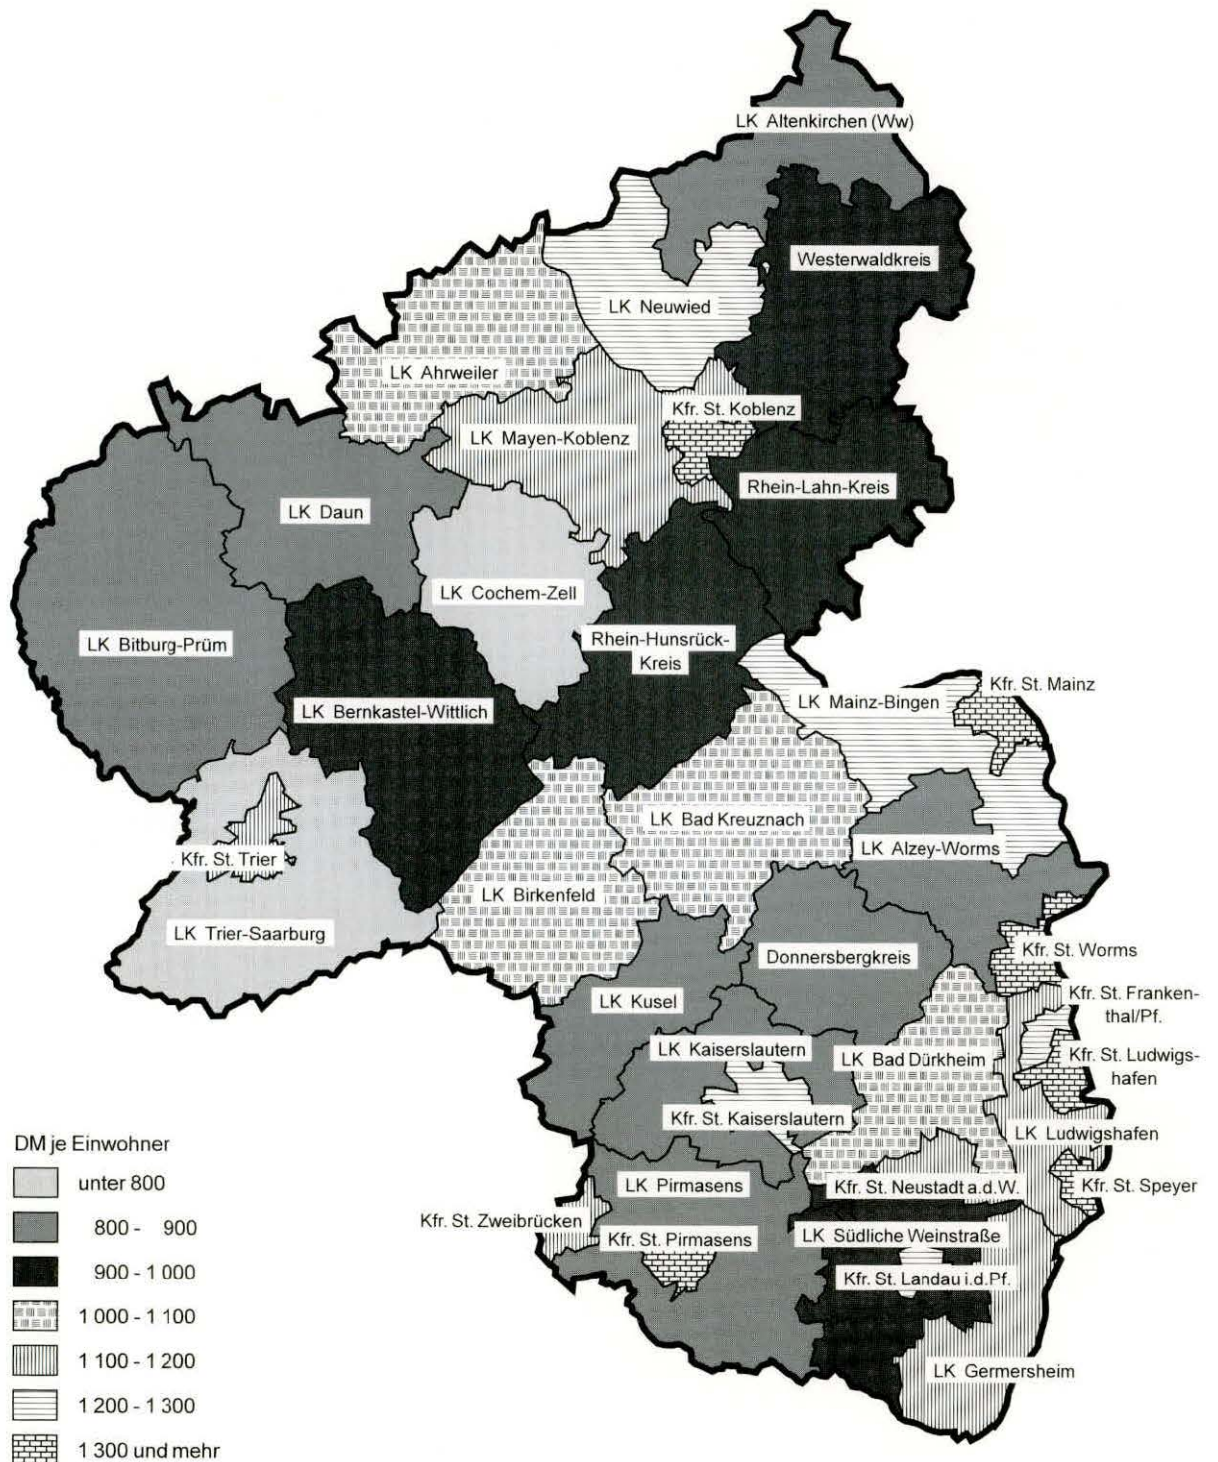 LK Altenkirchen (Ww)
Westerwaldkreis
LK Neuwied
LK Ahrweiler
Kfr. St. Koblenz
LK Mayen-Koblenz
Rhein-Lahn-Kreis
LK Daun
LK Cochem-Zell
LK Bitburg-Prüm
Rhein-Hunsrück-
Kreis
Kfr. St. Mainz
LK Mainz-Bingen
LK Bernkastel-Wittlich
LK Bad Kreuznach
LK Alzey-Worms
Kfr. St. Trier
LK Birkenfeld
LK Trier-Saarburg
Kfr. St. Worms
Donnersbergkreis
LK Kusel
Kfr. St. Franken-
thal/Pf.
LK Kaiserslautern
LK Bad Dürkheim
Kfr. St. Ludwigs-
hafen
Kfr. St. Kaiserslautern
LK Ludwigshafen
LK Pirmasens
Kfr. St. Neustadt a.d.W.
Kfr. St. Speyer
Kfr. St. Zweibrücken
Kfr. St. Pirmasens
LK Südliche Weinstraße
Kfr. St. Landau i.d.Pf.
LK Germersheim
DM je Einwohner
unter 800
800 - 900
900 - 1 000
1 000 - 1 100
1 100 - 1 200
1 200 - 1 300
1 300 und mehr